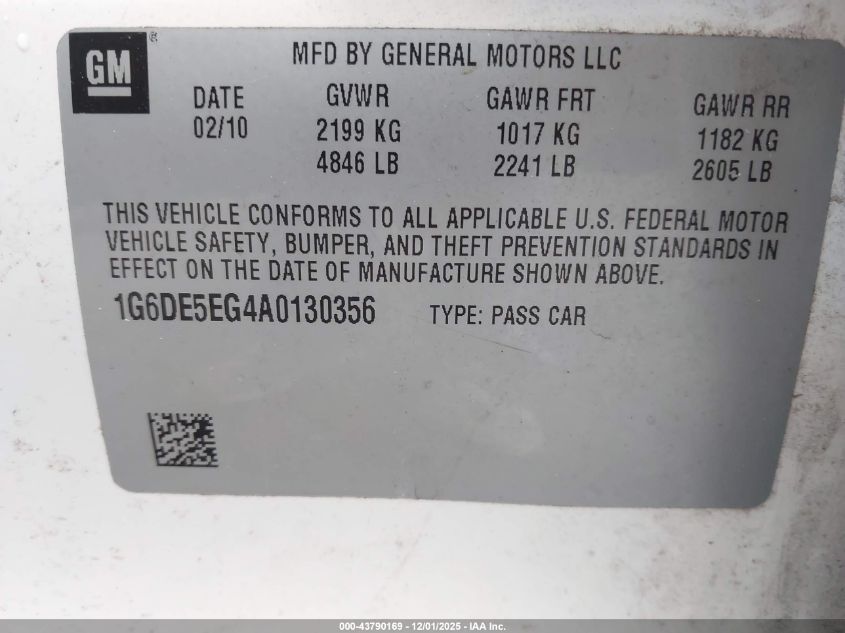 GM®
MFD BY GENERAL MOTORS LLC
DATE GVWR GAWR FRT GAWR RR
02/10 2199 KG 1017 KG 1182 KG
4846 LB 2241 LB 2605 LB
THIS VEHICLE CONFORMS TO ALL APPLICABLE U.S. FEDERAL MOTOR
VEHICLE SAFETY, BUMPER, AND THEFT PREVENTION STANDARDS IN
EFFECT ON THE DATE OF MANUFACTURE SHOWN ABOVE.
1G6DE5EG4A0130356 TYPE: PASS CAR
000-43790169 - 12/01/2025 - IAA Inc.